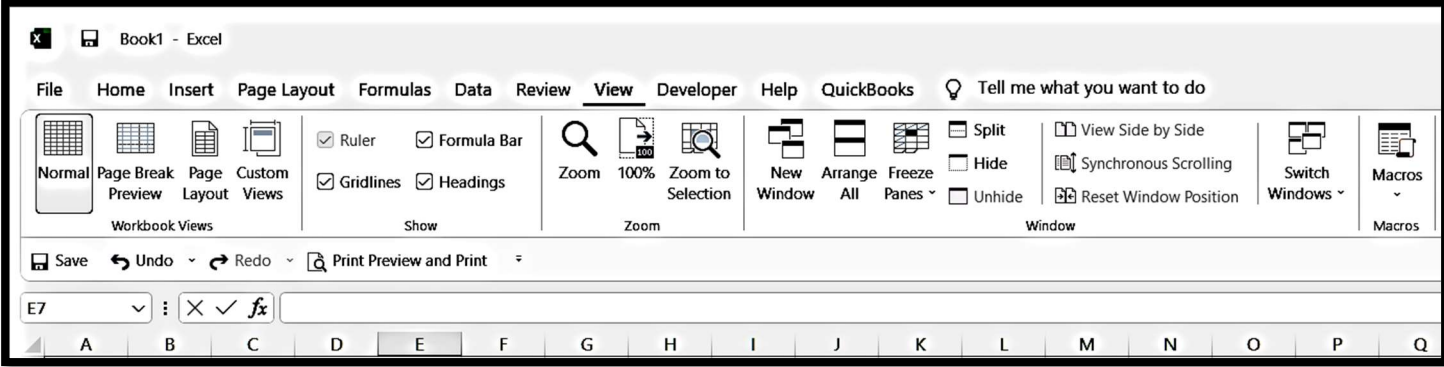 Book1 - Excel
File Home Insert Page Layout Formulas Data Review View Developer Help QuickBooks Tell me what you want to do
Normal
Page Break
Preview
Page
Layout
Custom
Views
Workbook Views
Ruler
Formula Bar
Gridlines
Headings
Show
Zoom
100
100%
Zoom to
Selection
Zoom
New
Window
Arrange
All
Freeze
Panes
Split
Hide
Unhide
View Side by Side
Synchronous Scrolling
Reset Window Position
Switch
Windows
Window
Macros
Macros
Save Undo Redo Print Preview and Print
E7 fx
A B C D E F G H I J K L M N O P Q